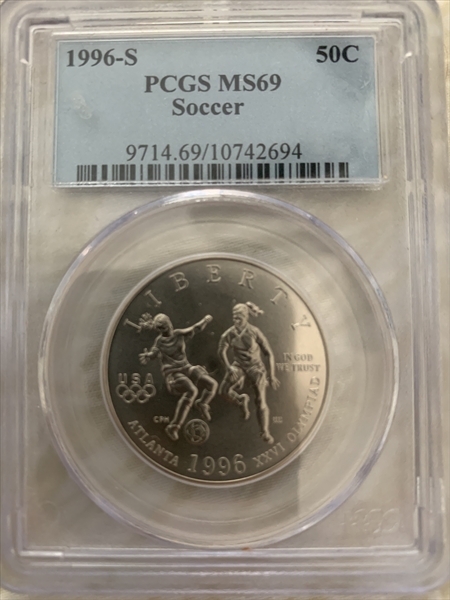 1996-S 50C
PCGS MS69
Soccer
9714.69/10742694
LIBERTY
IN GOD
WE TRUST
USA
ATLANTA 1996 XXVI OLYMPIAD